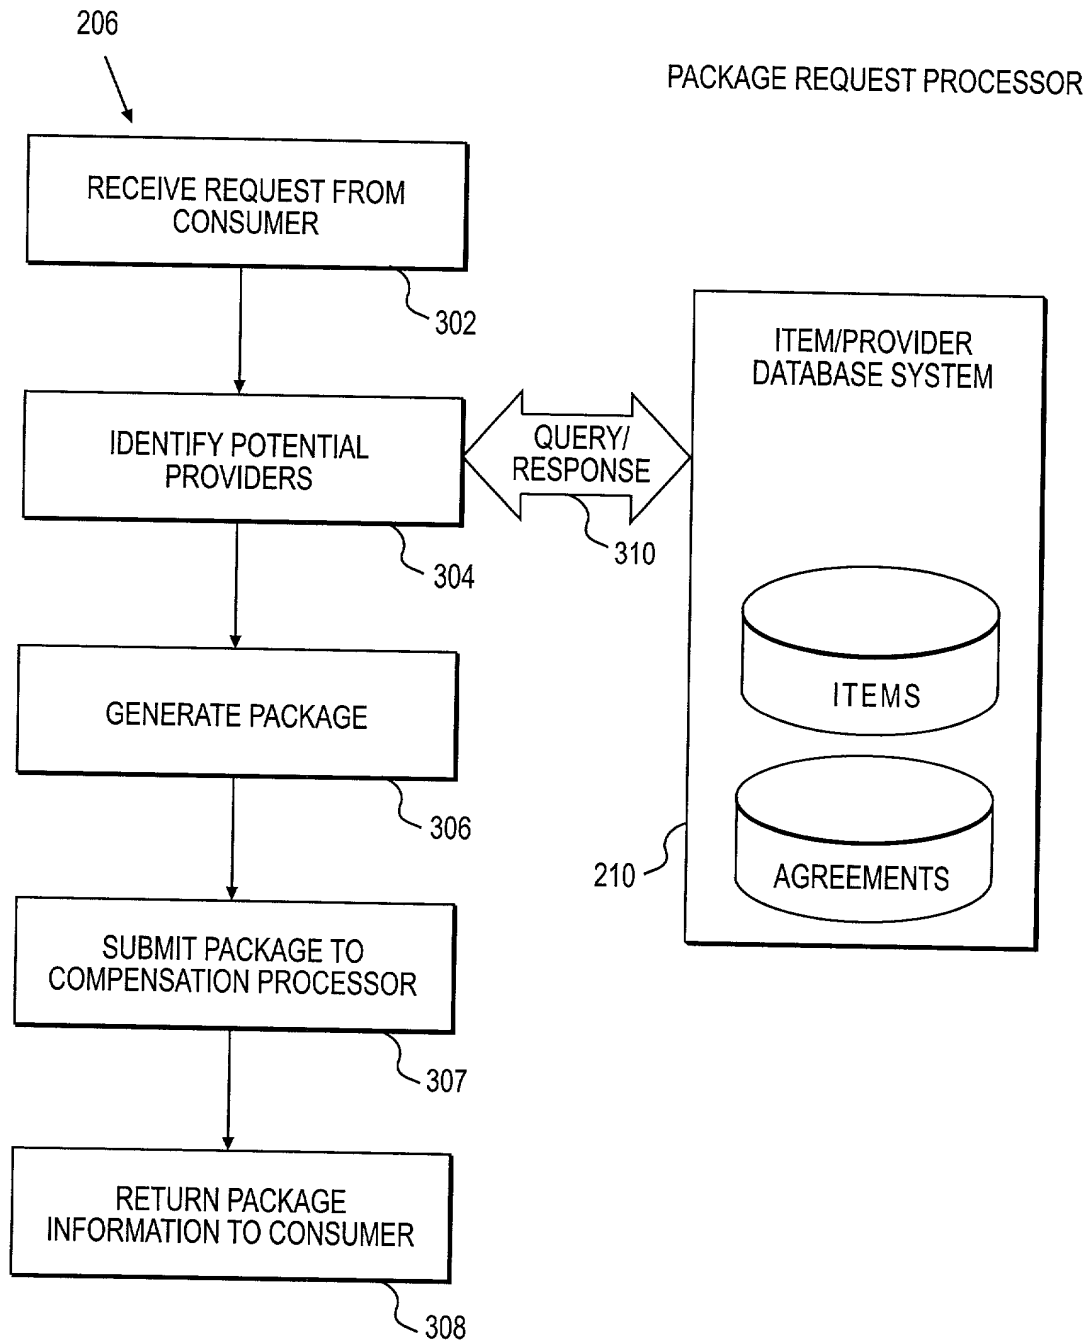 206
PACKAGE REQUEST PROCESSOR
RECEIVE REQUEST FROM
CONSUMER
302
ITEM/PROVIDER
DATABASE SYSTEM
IDENTIFY POTENTIAL
PROVIDERS
QUERY/
RESPONSE
310
304
ITEMS
GENERATE PACKAGE
306
210
AGREEMENTS
SUBMIT PACKAGE TO
COMPENSATION PROCESSOR
307
RETURN PACKAGE
INFORMATION TO CONSUMER
308